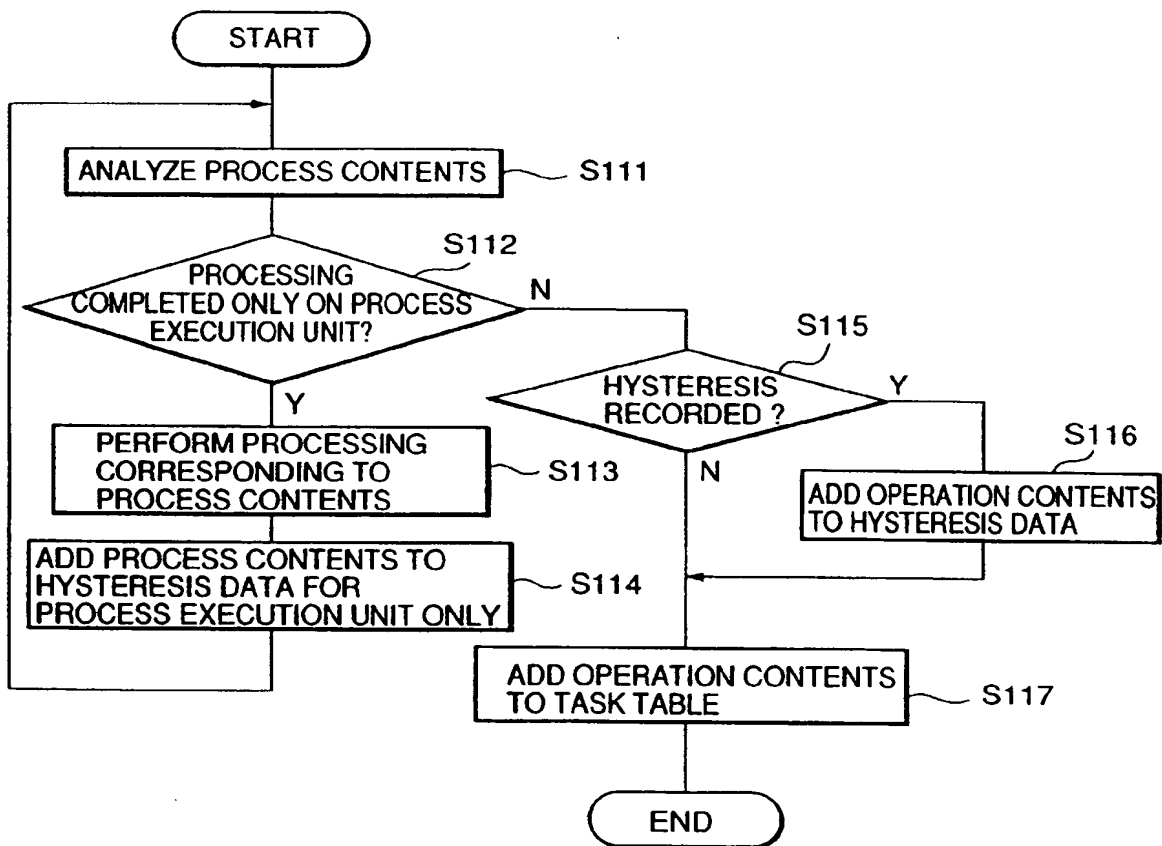 START
ANALYZE PROCESS CONTENTS
S111
S112
PROCESSING
COMPLETED ONLY ON PROCESS
EXECUTION UNIT?
N
Y
S115
HYSTERESIS
RECORDED ?
Y
N
PERFORM PROCESSING
CORRESPONDING TO
PROCESS CONTENTS
S113
S116
ADD OPERATION CONTENTS
TO HYSTERESIS DATA
ADD PROCESS CONTENTS TO
HYSTERESIS DATA FOR
PROCESS EXECUTION UNIT ONLY
S114
ADD OPERATION CONTENTS
TO TASK TABLE
S117
END